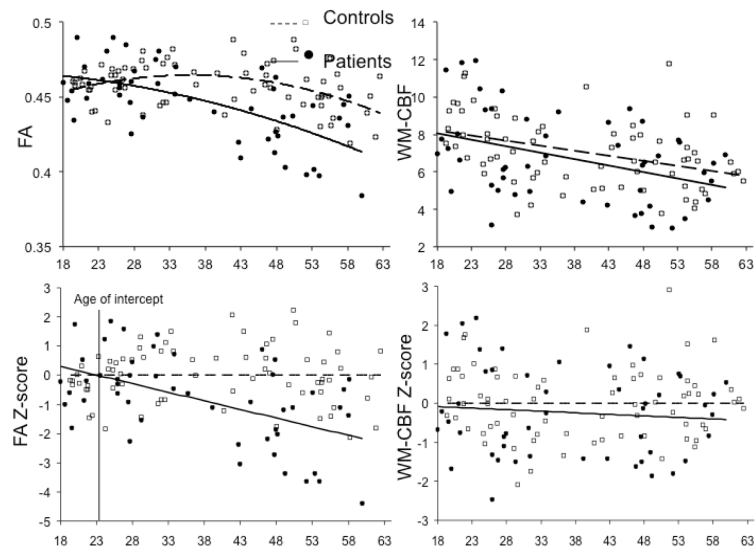 Controls
Patients
0.5
0.45
0.4
0.35
FA
18 23 28 33 38 43 48 53 58 63
14
12
10
8
6
4
2
WM-CBF
18 23 28 33 38 43 48 53 58 63
3
2
1
0
-1
-2
-3
-4
-5
FA Z-score
Age of intercept
18 23 28 33 38 43 48 53 58 63
3
2
1
0
-1
-2
-3
WM-CBF Z-score
18 23 28 33 38 43 48 53 58 63